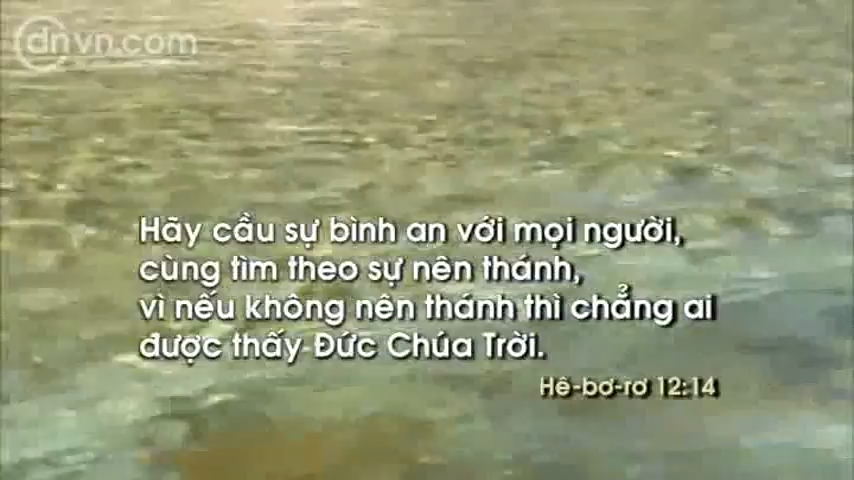 dnvn.com
Hãy cầu sự bình an với mọi người,
cùng tìm theo sự nên thánh,
vì nếu không nên thánh thì chẳng ai
được thấy Đức Chúa Trời.
Hê-bơ-rơ 12:14